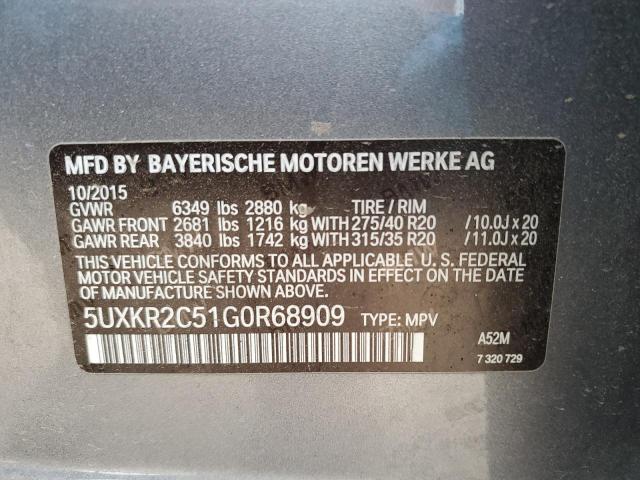 MFD BY BAYERISCHE MOTOREN WERKE AG
10/2015
GVWR 6349 lbs 2880 kg TIRE / RIM
GAWR FRONT 2681 lbs 1216 kg WITH 275/40 R20 / 10.0J x 20
GAWR REAR 3840 lbs 1742 kg WITH 315/35 R20 / 11.0J x 20
THIS VEHICLE CONFORMS TO ALL APPLICABLE U. S. FEDERAL
MOTOR VEHICLE SAFETY STANDARDS IN EFFECT ON THE DATE
OF MANUFACTURE SHOWN ABOVE.
5UXKR2C51G0R68909 TYPE: MPV
A52M
7 320 729